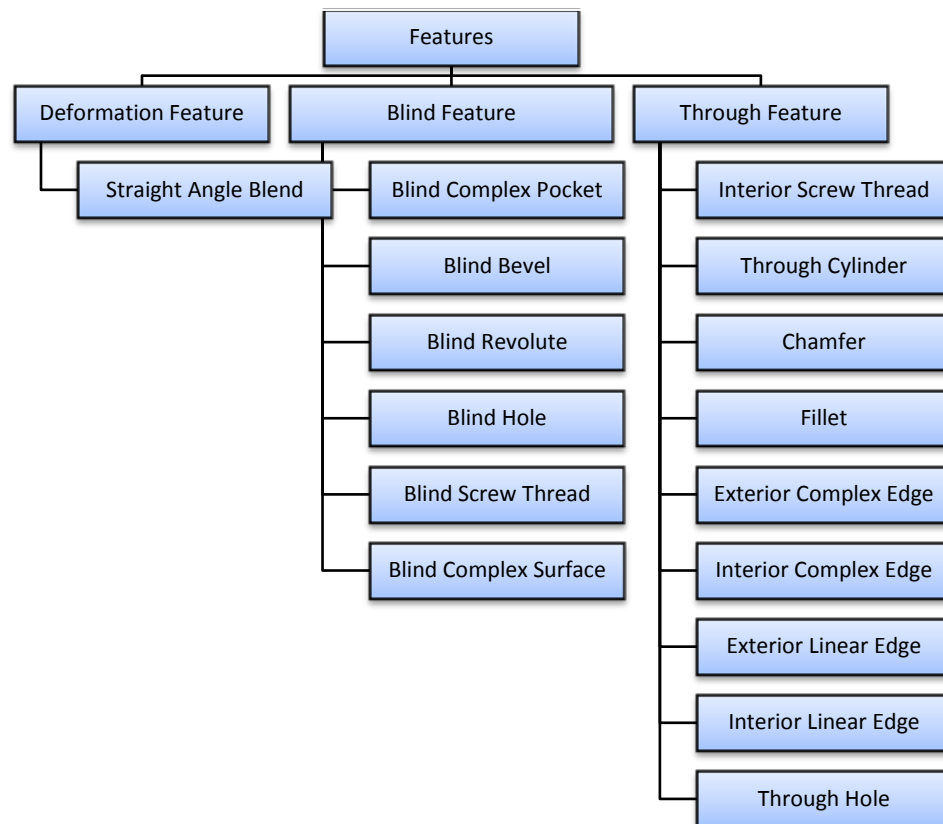 Features
Deformation Feature
Blind Feature
Through Feature
Straight Angle Blend
Blind Complex Pocket
Interior Screw Thread
Blind Bevel
Through Cylinder
Blind Revolute
Chamfer
Blind Hole
Fillet
Blind Screw Thread
Exterior Complex Edge
Blind Complex Surface
Interior Complex Edge
Exterior Linear Edge
Interior Linear Edge
Through Hole